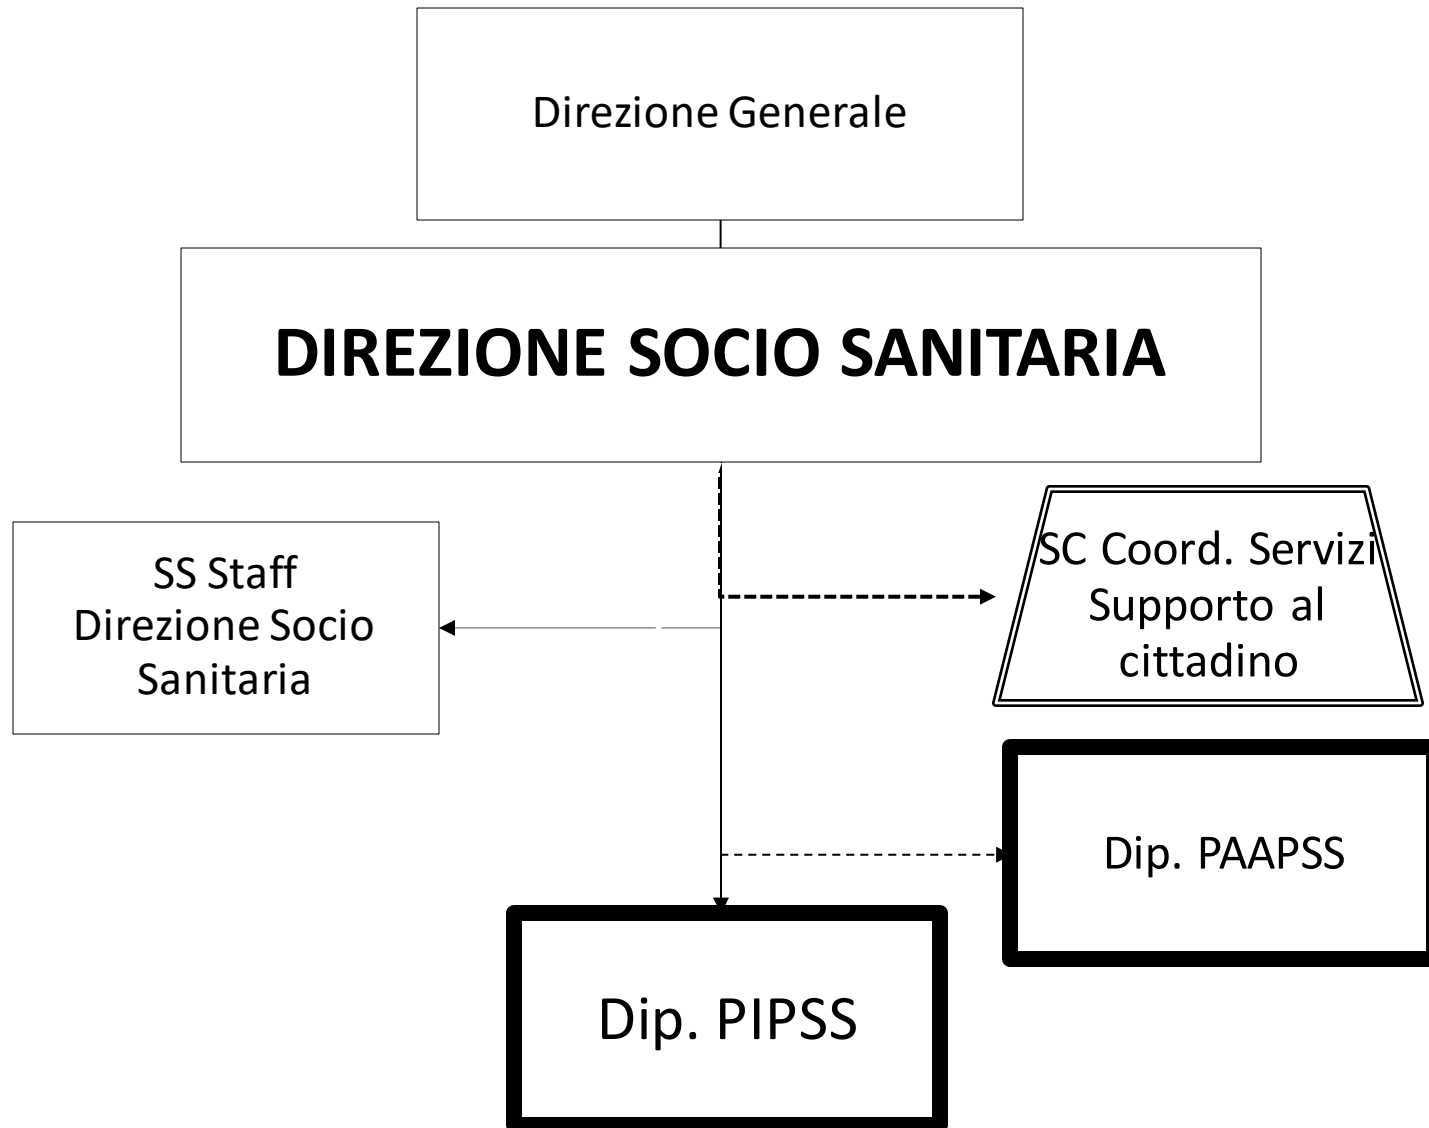 Direzione Generale
DIREZIONE SOCIO SANITARIA
SS Staff
Direzione Socio
Sanitaria
SC Coord. Servizi
Supporto al
cittadino
Dip. PAAPSS
Dip. PIPSS